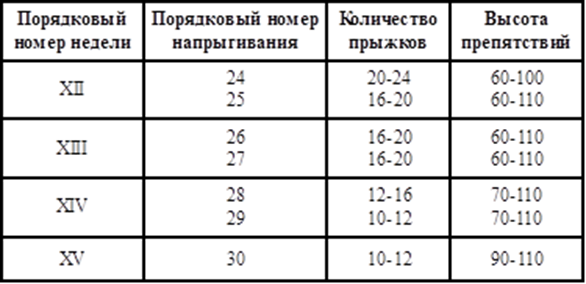 Порядковый номер недели | Порядковый номер напрыгивания | Количество прыжков | Высота препятствий
XII | 24 | 20-24 | 60-100
25 | 16-20 | 60-110
XIII | 26 | 16-20 | 60-110
27 | 16-20 | 60-110
XIV | 28 | 12-16 | 70-110
29 | 10-12 | 70-110
XV | 30 | 10-12 | 90-110